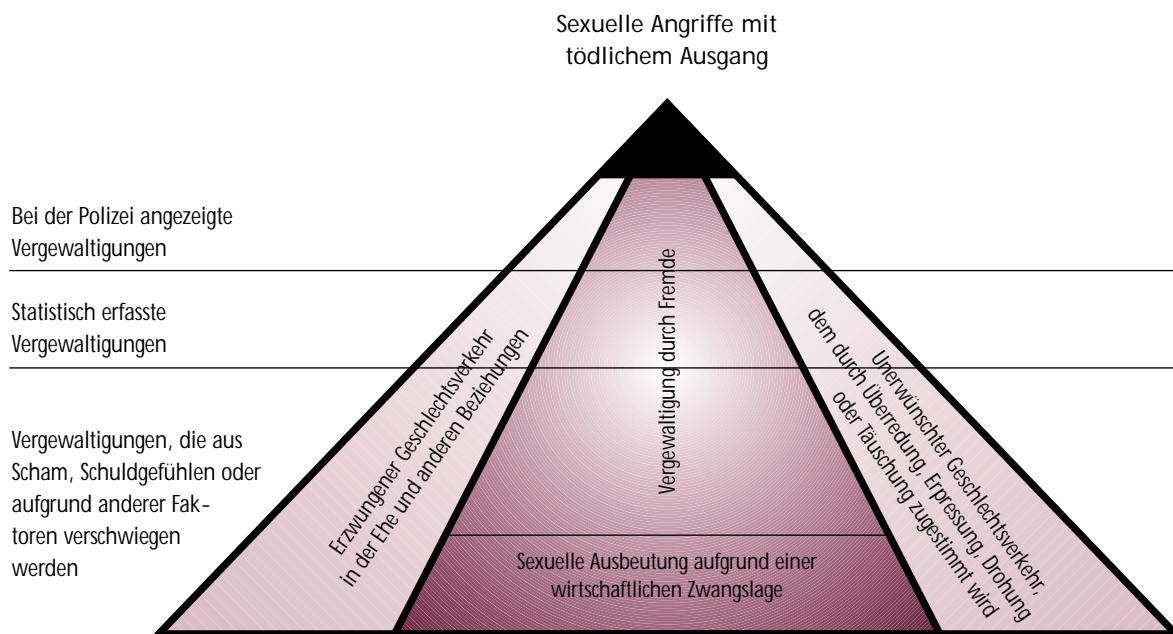 Sexuelle Angriffe mit
tödlichem Ausgang
Bei der Polizei angezeigte
Vergewaltigungen
Statistisch erfasste
Vergewaltigungen
Vergewaltigungen, die aus
Scham, Schuldgefühlen oder
aufgrund anderer Fak-
toren verschwiegen
werden
Erzwungener Geschlechtsverkehr
in der Ehe und anderen Beziehungen
Vergewaltigung durch Fremde
Unerwünschter Geschlechtsverkehr,
dem durch Überredung, Erpressung, Drohung
oder Täuschung zugestimmt wird
Sexuelle Ausbeutung aufgrund einer
wirtschaftlichen Zwangslage